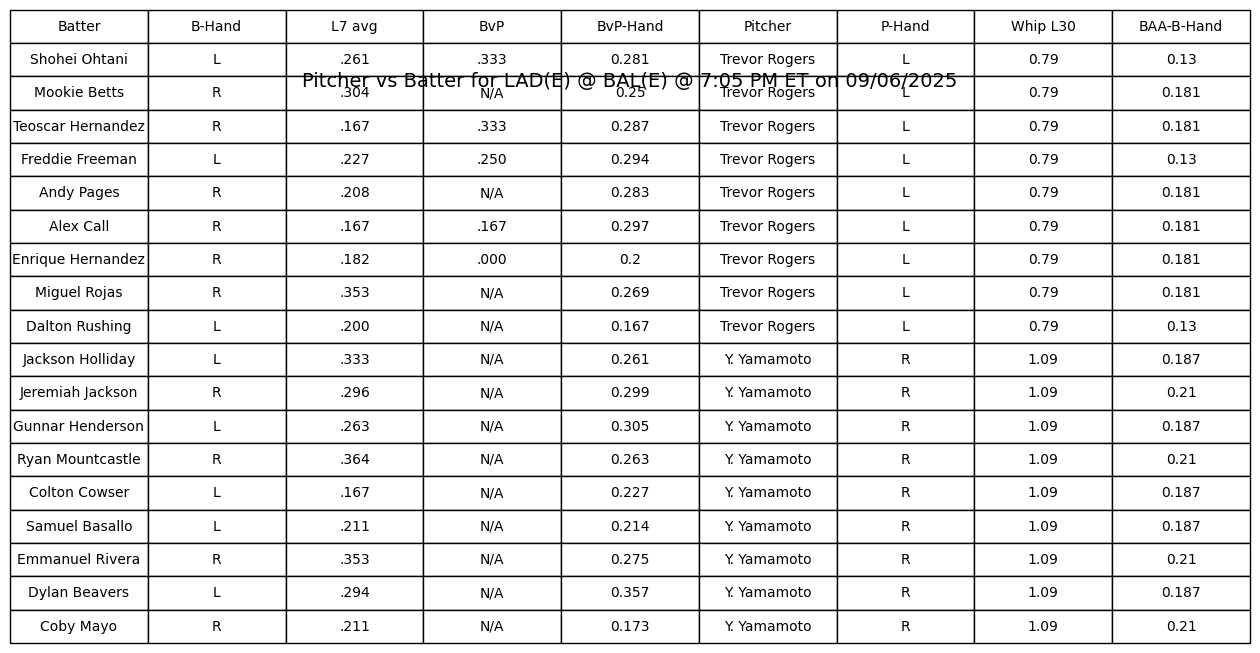 Batter B-Hand L7 avg BvP BvP-Hand Pitcher P-Hand Whip L30 BAA-B-Hand
Shohei Ohtani L .261 .333 0.281 Trevor Rogers L 0.79 0.13
Pitcher vs Batter for LAD(E) @ BAL(E) @ 7:05 PM ET on 09/06/2025
Mookie Betts R .304 N/A 0.25 Trevor Rogers L 0.79 0.181
Teoscar Hernandez R .167 .333 0.287 Trevor Rogers L 0.79 0.181
Freddie Freeman L .227 .250 0.294 Trevor Rogers L 0.79 0.13
Andy Pages R .208 N/A 0.283 Trevor Rogers L 0.79 0.181
Alex Call R .167 .167 0.297 Trevor Rogers L 0.79 0.181
Enrique Hernandez R .182 .000 0.2 Trevor Rogers L 0.79 0.181
Miguel Rojas R .353 N/A 0.269 Trevor Rogers L 0.79 0.181
Dalton Rushing L .200 N/A 0.167 Trevor Rogers L 0.79 0.13
Jackson Holliday L .333 N/A 0.261 Y. Yamamoto R 1.09 0.187
Jeremiah Jackson R .296 N/A 0.299 Y. Yamamoto R 1.09 0.21
Gunnar Henderson L .263 N/A 0.305 Y. Yamamoto R 1.09 0.187
Ryan Mountcastle R .364 N/A 0.263 Y. Yamamoto R 1.09 0.21
Colton Cowser L .167 N/A 0.227 Y. Yamamoto R 1.09 0.187
Samuel Basallo L .211 N/A 0.214 Y. Yamamoto R 1.09 0.187
Emmanuel Rivera R .353 N/A 0.275 Y. Yamamoto R 1.09 0.21
Dylan Beavers L .294 N/A 0.357 Y. Yamamoto R 1.09 0.187
Coby Mayo R .211 N/A 0.173 Y. Yamamoto R 1.09 0.21